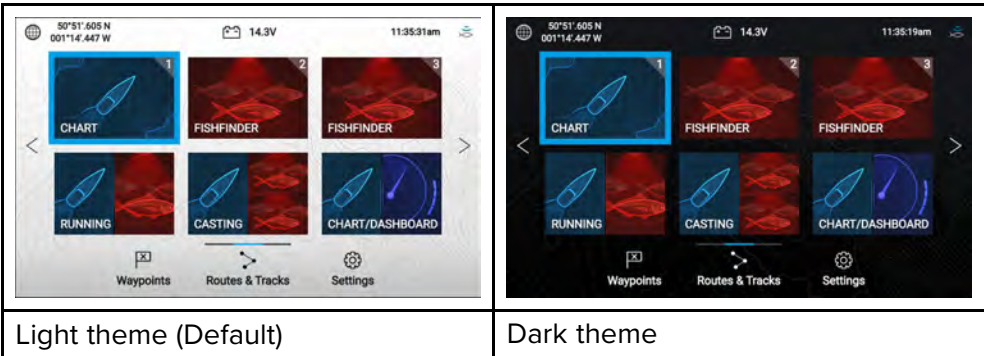 50°51'.605 N
001°14'.447 W
14.3V
11:35:31am
1
2
3
CHART
FISHFINDER
FISHFINDER
<
>
RUNNING
CASTING
CHART/DASHBOARD
Waypoints
Routes & Tracks
Settings
Light theme (Default)
50°51'.605 N
001°14'.447 W
14.3V
11:35:19am
1
2
3
CHART
FISHFINDER
FISHFINDER
<
>
RUNNING
CASTING
CHART/DASHBOARD
Waypoints
Routes & Tracks
Settings
Dark theme